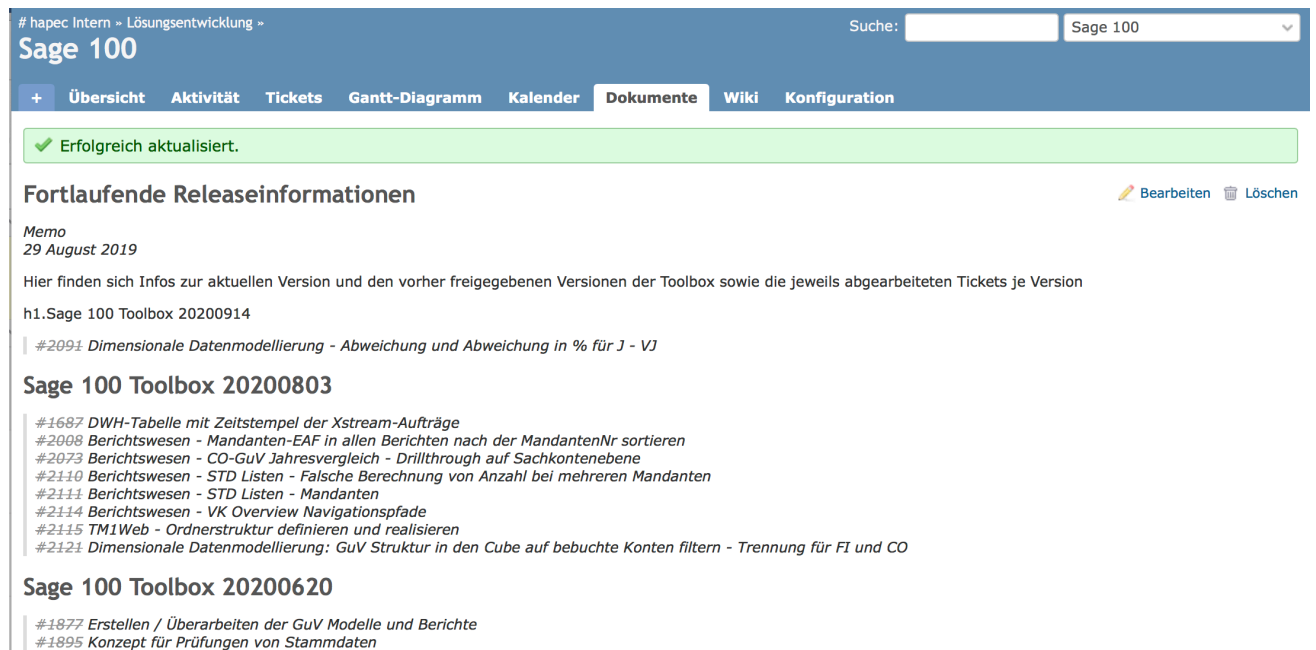 # hapec Intern » Lösungsentwicklung »
Suche:
Sage 100
Sage 100
+ Übersicht Aktivität Tickets Gantt-Diagramm Kalender Dokumente Wiki Konfiguration
Erfolgreich aktualisiert.
Fortlaufende Releaseinformationen
Bearbeiten Löschen
Memo
29 August 2019
Hier finden sich Infos zur aktuellen Version und den vorher freigegebenen Versionen der Toolbox sowie die jeweils abgearbeiteten Tickets je Version
h1.Sage 100 Toolbox 20200914
#2091 Dimensionale Datenmodellierung - Abweichung und Abweichung in % für J - VJ
Sage 100 Toolbox 20200803
#1687 DWH-Tabelle mit Zeitstempel der Xstream-Aufträge
#2008 Berichtswesen - Mandanten-EAF in allen Berichten nach der MandantenNr sortieren
#2073 Berichtswesen - CO-GuV Jahresvergleich - Drillthrough auf Sachkontenebene
#2110 Berichtswesen - STD Listen - Falsche Berechnung von Anzahl bei mehreren Mandanten
#2111 Berichtswesen - STD Listen - Mandanten
#2114 Berichtswesen - VK Overview Navigationspfade
#2115 TM1Web - Ordnerstruktur definieren und realisieren
#2121 Dimensionale Datenmodellierung: GuV Struktur in den Cube auf bebuchte Konten filtern - Trennung für FI und CO
Sage 100 Toolbox 20200620
#1877 Erstellen / Überarbeiten der GuV Modelle und Berichte
#1895 Konzept für Prüfungen von Stammdaten